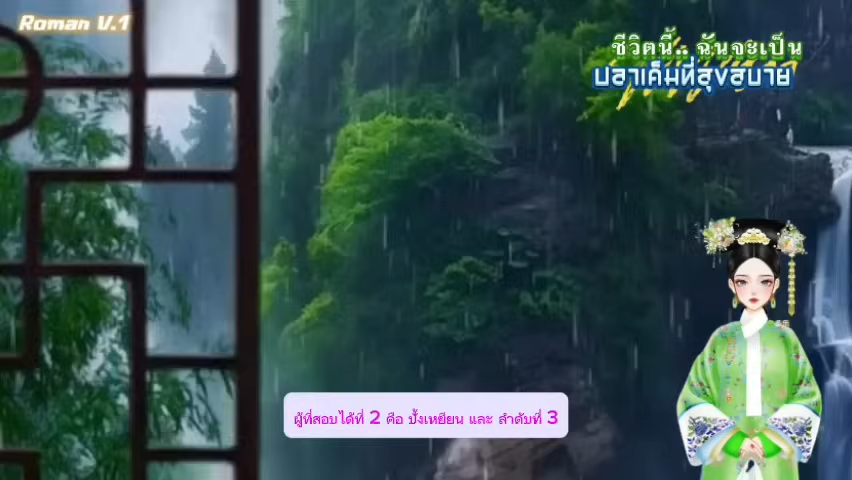 Roman V.1
ชีวิตนี้.. ฉันจะเป็น
ปลาเค็มที่สุขสบาย
ผู้ที่สอบได้ที่ 2 คือ ปั้งเหยียน และ ลำดับที่ 3